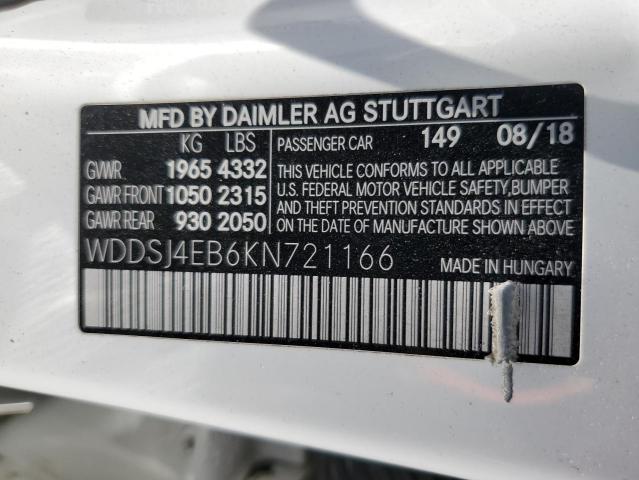 MFD BY DAIMLER AG STUTTGART
KG LBS PASSENGER CAR 149 08/18
GVWR 1965 4332
GAWR FRONT 1050 2315
GAWR REAR 930 2050
THIS VEHICLE CONFORMS TO ALL APPLICABLE
U.S. FEDERAL MOTOR VEHICLE SAFETY,BUMPER
AND THEFT PREVENTION STANDARDS IN EFFECT
ON THE DATE OF MANUFACTURE SHOWN ABOVE
WDDSJ4EB6KN721166 MADE IN HUNGARY